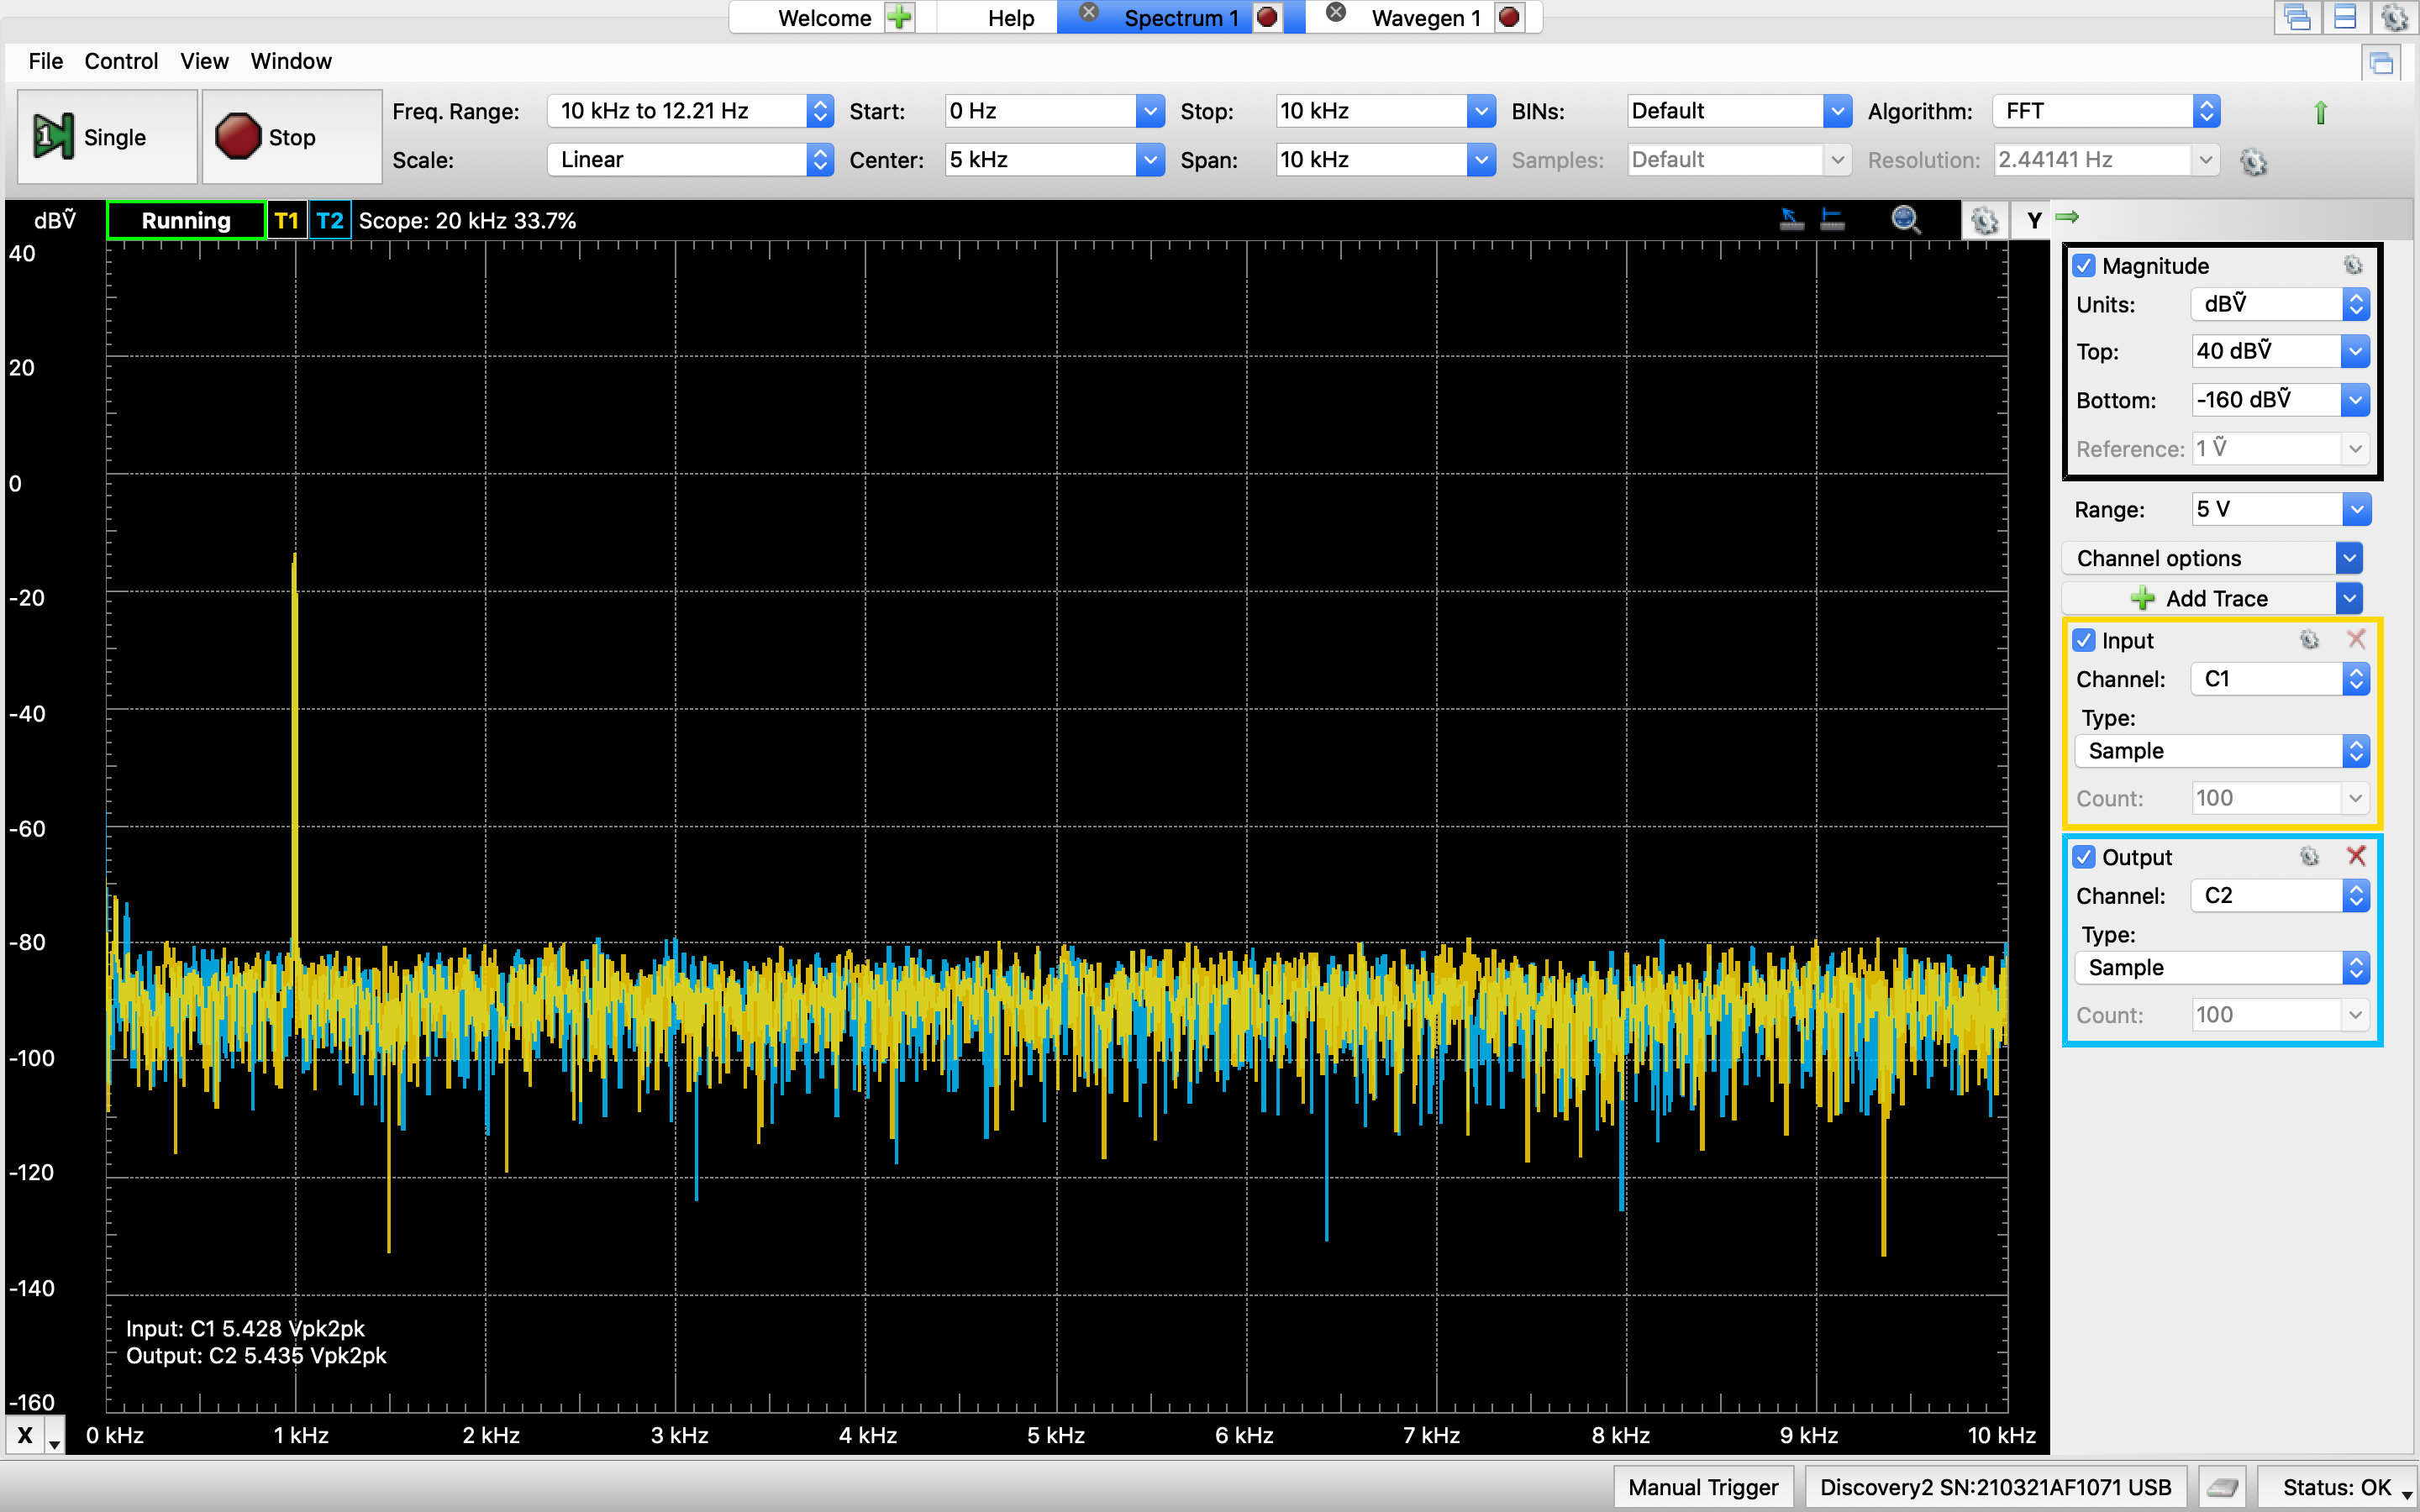 Welcome Help Spectrum 1 Wavegen 1
File Control View Window
1 Single Stop Freq. Range: 10 kHz to 12.21 Hz Start: 0 Hz Stop: 10 kHz BINs: Default Algorithm: FFT
Scale: Linear Center: 5 kHz Span: 10 kHz Samples: Default Resolution: 2.44141 Hz
dBṼ Running T1 T2 Scope: 20 kHz 33.7% Y
40
20
0
-20
-40
-60
-80
-100
-120
-140
-160
Input: C1 5.428 Vpk2pk
Output: C2 5.435 Vpk2pk
X 0 kHz 1 kHz 2 kHz 3 kHz 4 kHz 5 kHz 6 kHz 7 kHz 8 kHz 9 kHz 10 kHz
Magnitude
Units: dBṼ
Top: 40 dBṼ
Bottom: -160 dBṼ
Reference: 1 Ṽ
Range: 5 V
Channel options
Add Trace
Input
Channel: C1
Type:
Sample
Count: 100
Output
Channel: C2
Type:
Sample
Count: 100
Manual Trigger Discovery2 SN:210321AF1071 USB Status: OK